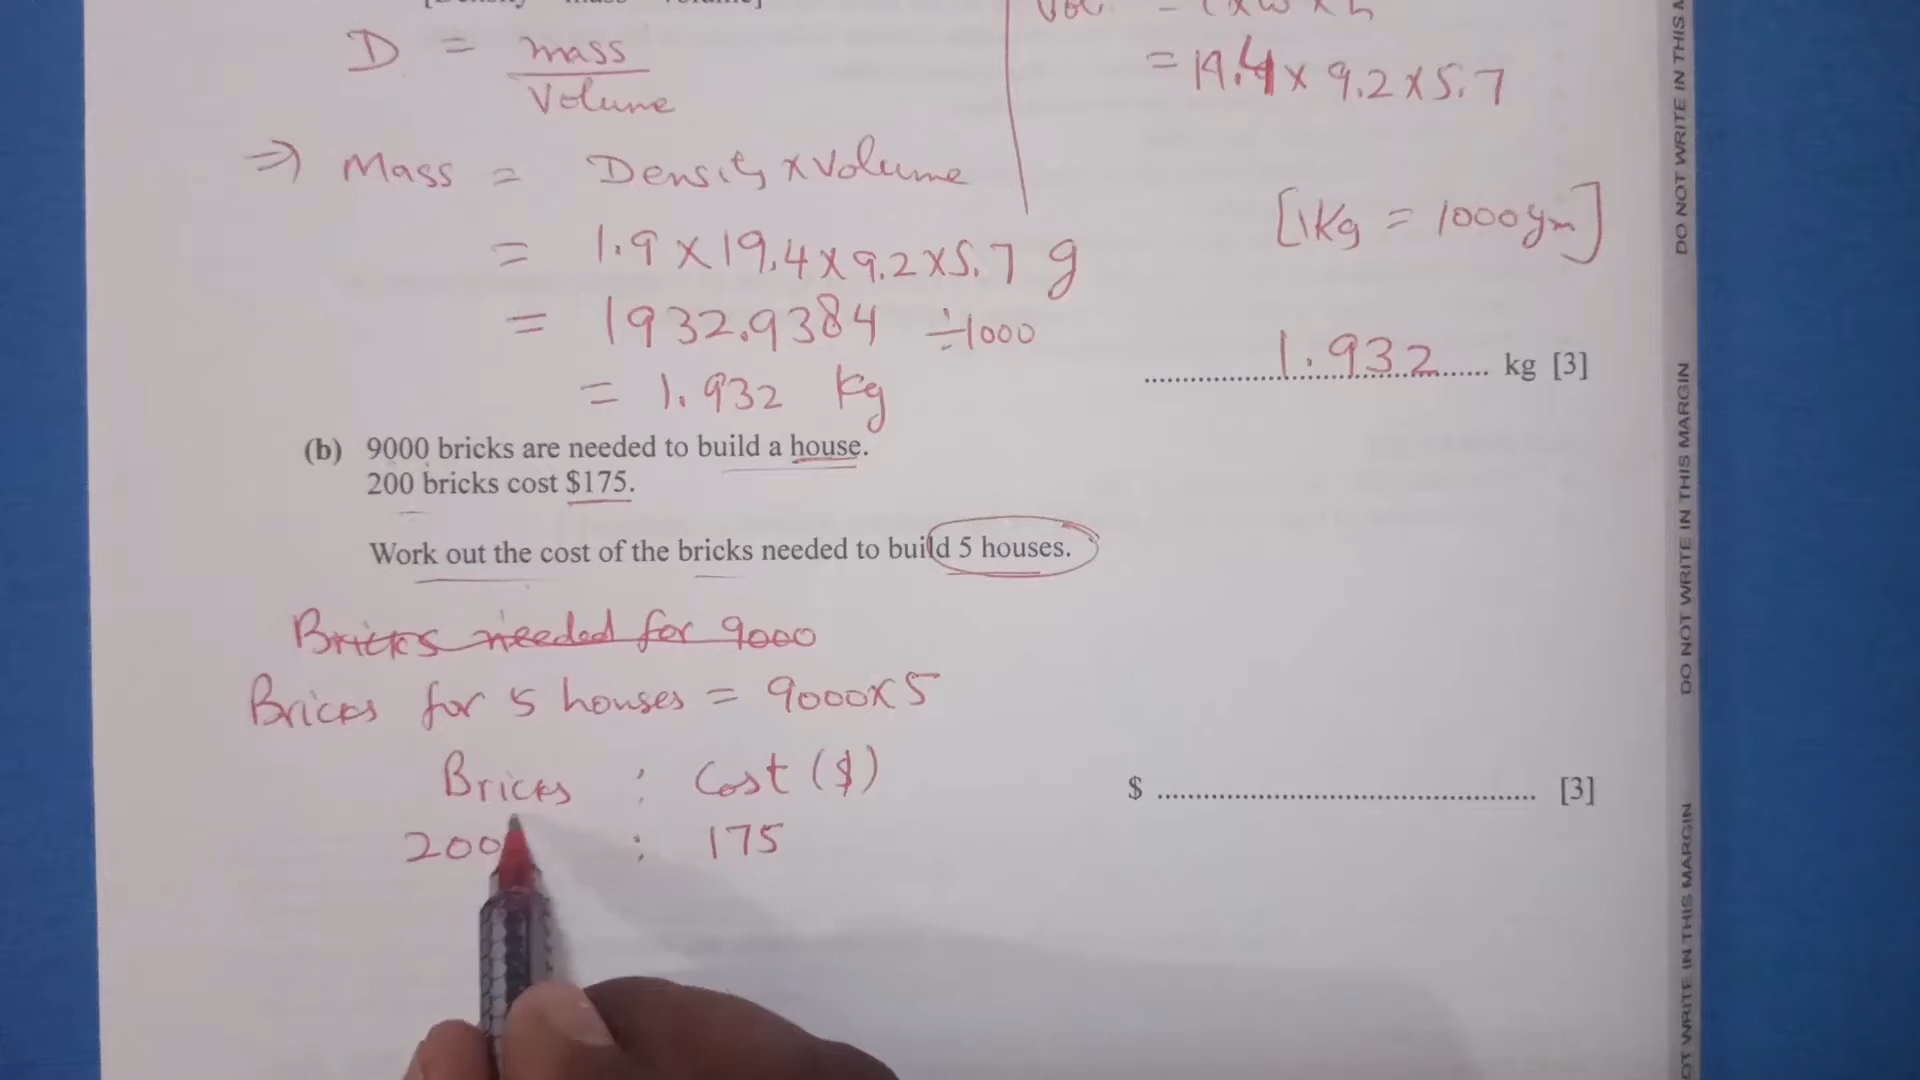 D = mass
Volume
= 19.4 x 9.2 x 5.7
=> Mass = Density x Volume
[1Kg = 1000gm]
= 1.9 x 19.4 x 9.2 x 5.7 g
= 1932.9384 ÷1000
= 1.932 Kg
1.932 kg [3]
(b) 9000 bricks are needed to build a house.
200 bricks cost $175.
Work out the cost of the bricks needed to build 5 houses.
Bricks needed for 9000
Bricks for 5 houses = 9000x5
Bricks : Cost ($)
$ ................................................ [3]
200 : 175
DO NOT WRITE IN THIS MARGIN
DO NOT WRITE IN THIS MARGIN